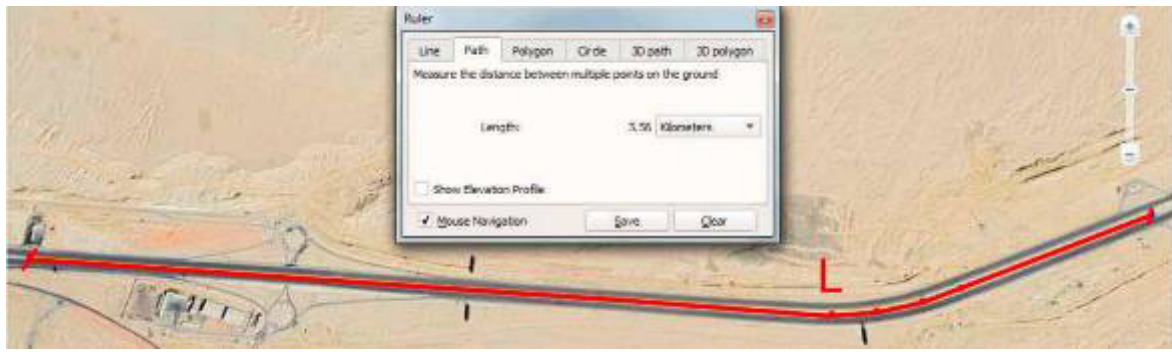 Ruler
Line Path Polygon Circle 3D path 3D polygon
Measure the distance between multiple points on the ground
Length: 3.56 Kilometers
Show Elevation Profile
Mouse Navigation Save Clear
L